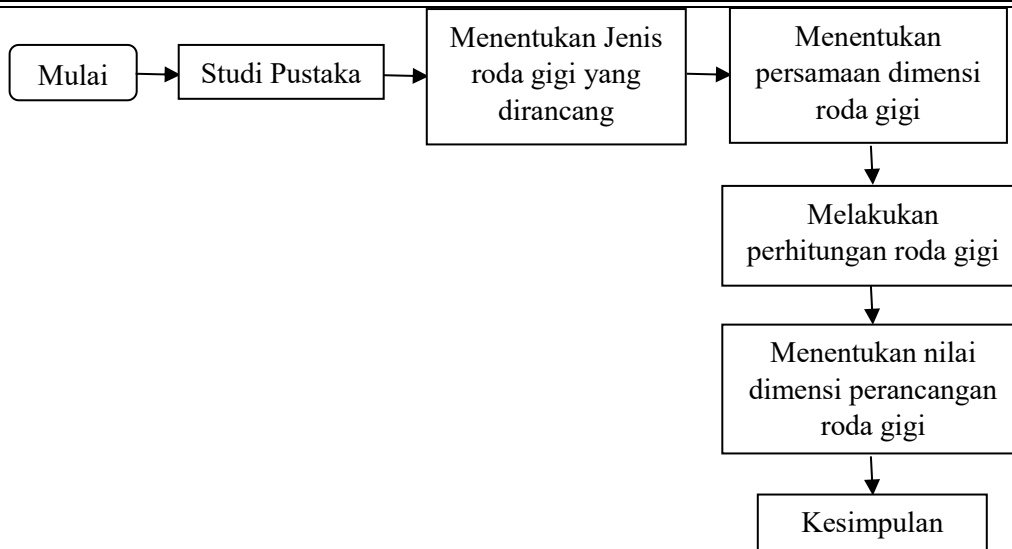 Mulai
Studi Pustaka
Menentukan Jenis
roda gigi yang
dirancang
Menentukan
persamaan dimensi
roda gigi
Melakukan
perhitungan roda gigi
Menentukan nilai
dimensi perancangan
roda gigi
Kesimpulan